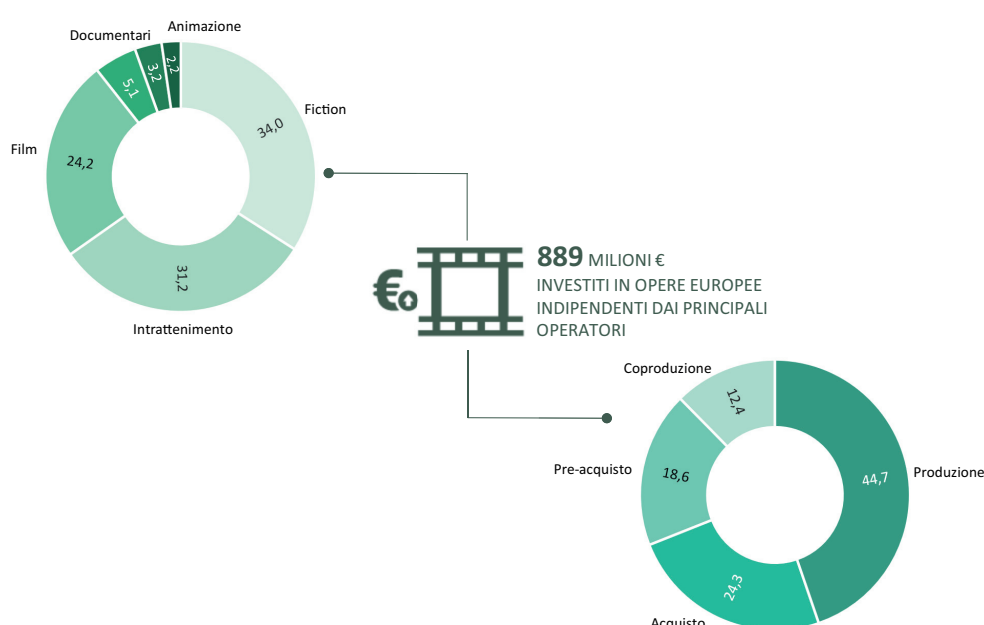 Documentari
Animazione
Fiction
Film
Intrattenimento
5,1
3,2
2,2
34,0
24,2
31,2
889 MILIONI €
INVESTITI IN OPERE EUROPEE
INDIPENDENTI DAI PRINCIPALI
OPERATORI
€
Coproduzione
Pre-acquisto
Produzione
Acquisto
12,4
18,6
44,7
24,3